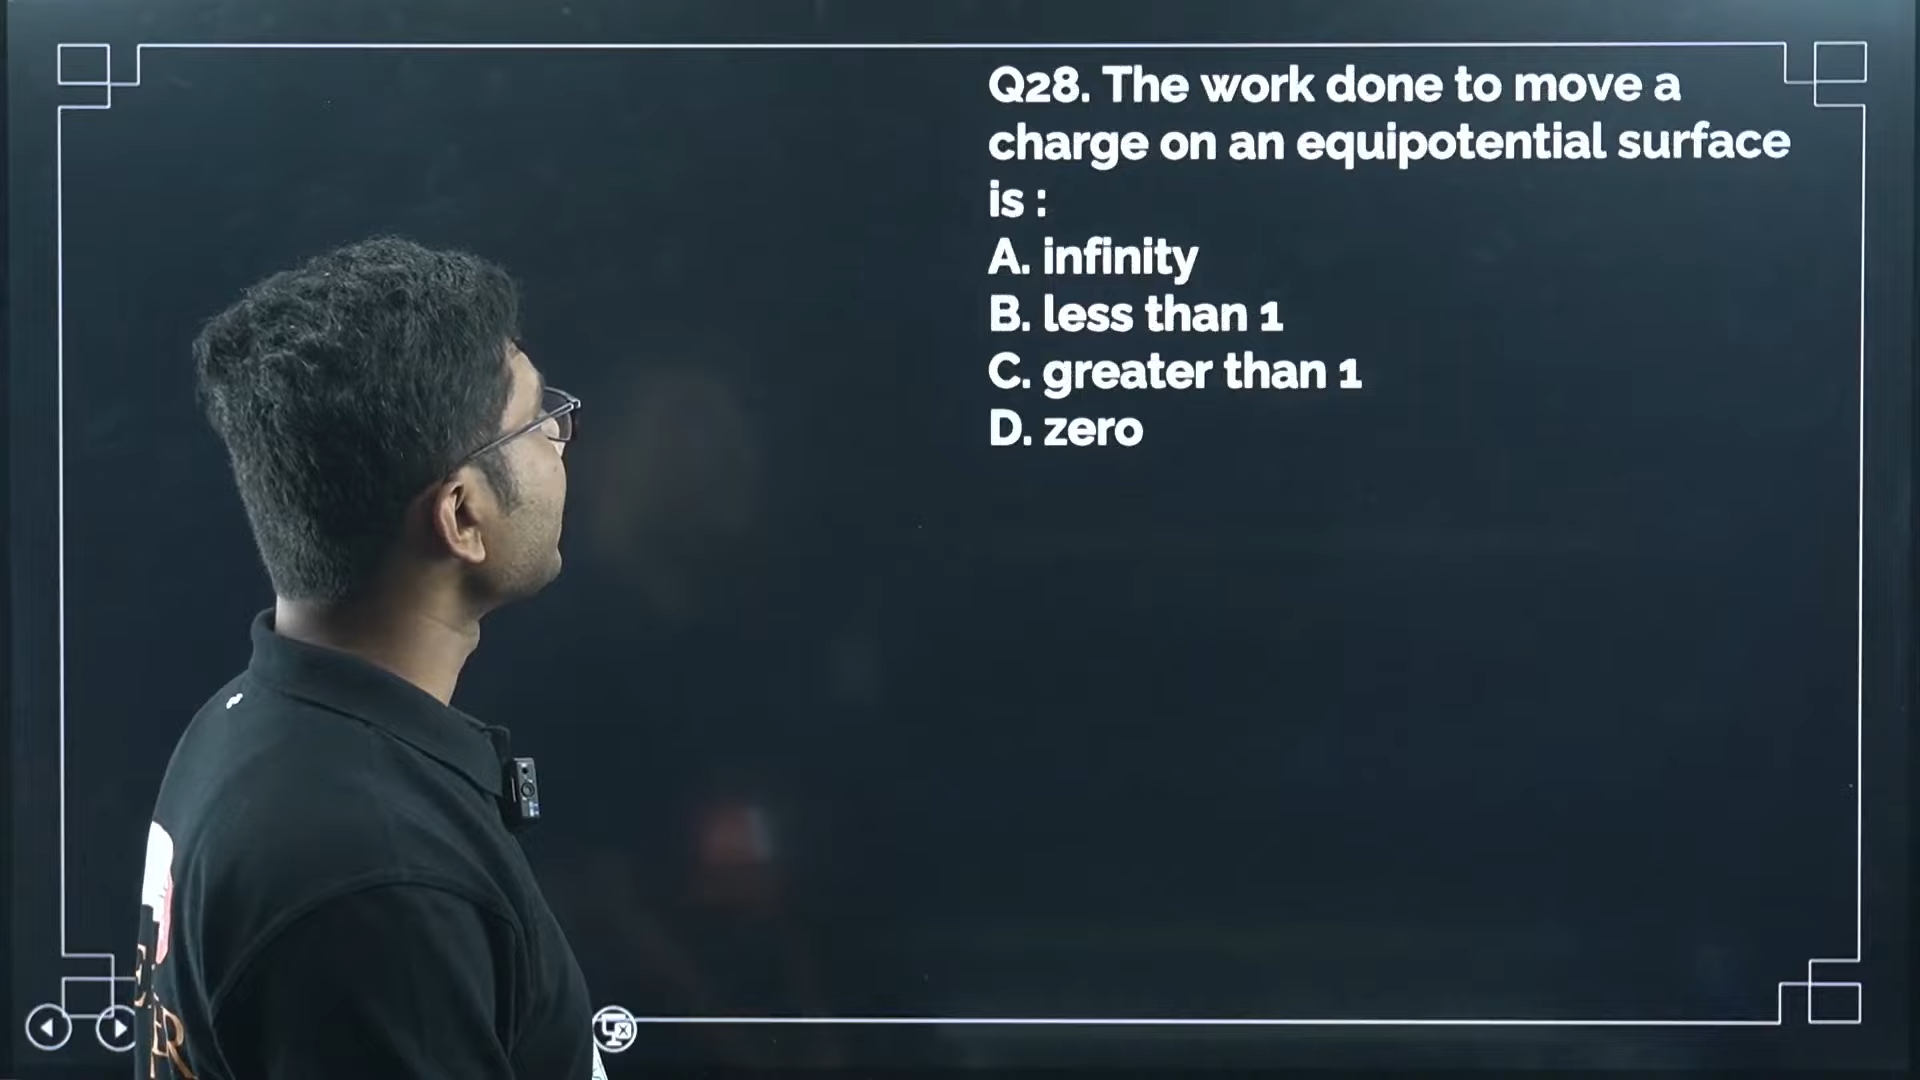 Q28. The work done to move a
charge on an equipotential surface
is :
A. infinity
B. less than 1
C. greater than 1
D. zero